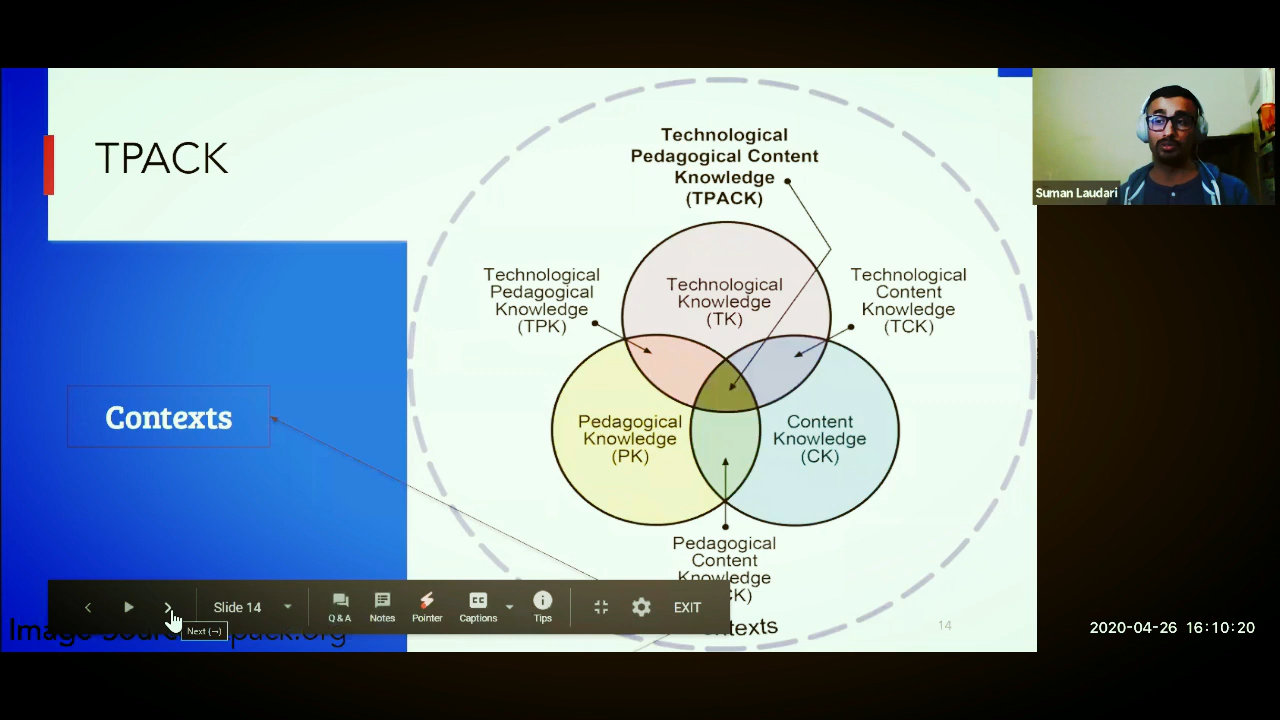 TPACK
Technological
Pedagogical Content
Knowledge
(TPACK)
Suman Laudari
Technological
Pedagogical
Knowledge
(TPK)
Technological
Knowledge
(TK)
Technological
Content
Knowledge
(TCK)
Contexts
Pedagogical
Knowledge
(PK)
Content
Knowledge
(CK)
Pedagogical
Content
Knowledge
Slide 14
Q & A
Notes
Pointer
CC
Captions
Tips
EXIT
Next (→)
14
2020-04-26 16:10:20